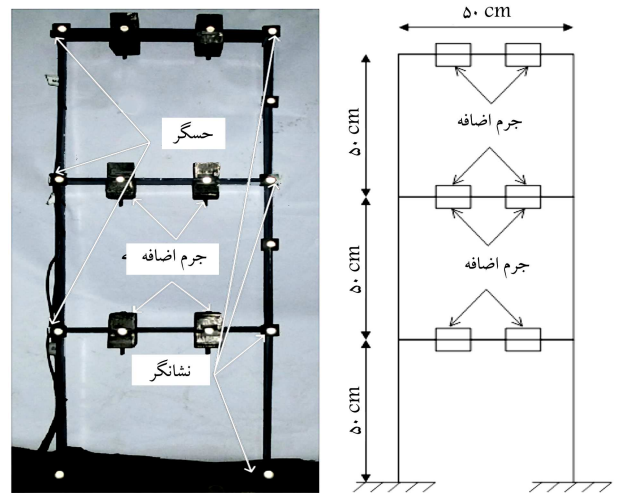 حسگر
جرم اضافه
نشانگر
۵۰ cm
جرم اضافه
۵۰ cm
۵۰ cm
جرم اضافه
۵۰ cm